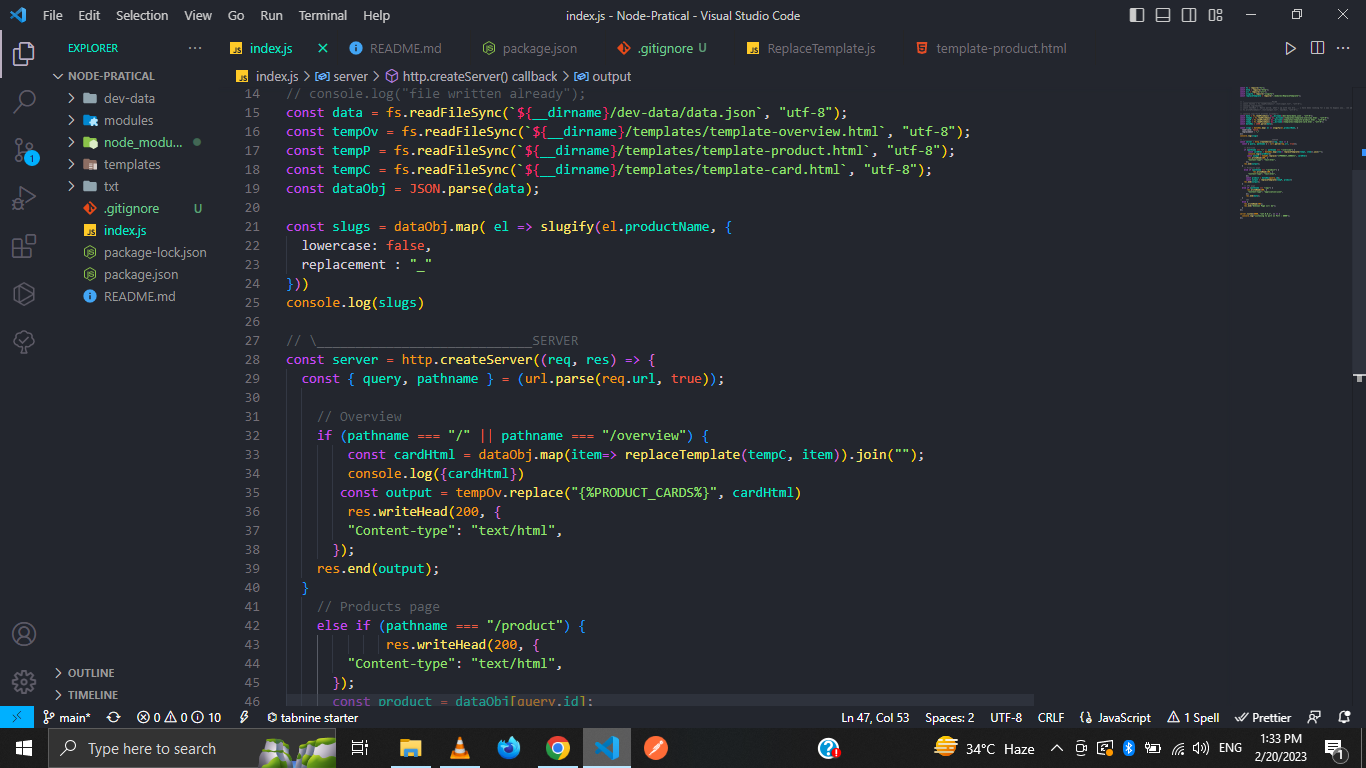 File Edit Selection View Go Run Terminal Help
index.js - Node-Pratical - Visual Studio Code
EXPLORER
index.js
README.md
package.json
.gitignore U
ReplaceTemplate.js
template-product.html
NODE-PRATICAL
dev-data
modules
node_modu...
templates
txt
.gitignore U
index.js
package-lock.json
package.json
README.md
OUTLINE
TIMELINE
1
index.js > server > http.createServer() callback > output
14 // console.log("file written already");
15 const data = fs.readFileSync(`${__dirname}/dev-data/data.json`, "utf-8");
16 const tempOv = fs.readFileSync(`${__dirname}/templates/template-overview.html`, "utf-8");
17 const tempP = fs.readFileSync(`${__dirname}/templates/template-product.html`, "utf-8");
18 const tempC = fs.readFileSync(`${__dirname}/templates/template-card.html`, "utf-8");
19 const dataObj = JSON.parse(data);
20
21 const slugs = dataObj.map( el => slugify(el.productName, {
22 lowercase: false,
23 replacement : "_"
24 }))
25 console.log(slugs)
26
27 // \____________________________SERVER
28 const server = http.createServer((req, res) => {
29 const { query, pathname } = (url.parse(req.url, true));
30
31 // Overview
32 if (pathname === "/" || pathname === "/overview") {
33 const cardHtml = dataObj.map(item=> replaceTemplate(tempC, item)).join("");
34 console.log({cardHtml})
35 const output = tempOv.replace("{%PRODUCT_CARDS%}", cardHtml)
36 res.writeHead(200, {
37 "Content-type": "text/html",
38 });
39 res.end(output);
40 }
41 // Products page
42 else if (pathname === "/product") {
43 res.writeHead(200, {
44 "Content-type": "text/html",
45 });
46 const product = dataObj[query.id];
main* 0 0 10 tabnine starter
Ln 47, Col 53 Spaces: 2 UTF-8 CRLF JavaScript 1 Spell Prettier
Type here to search
34°C Haze
ENG
1:33 PM
2/20/2023
1